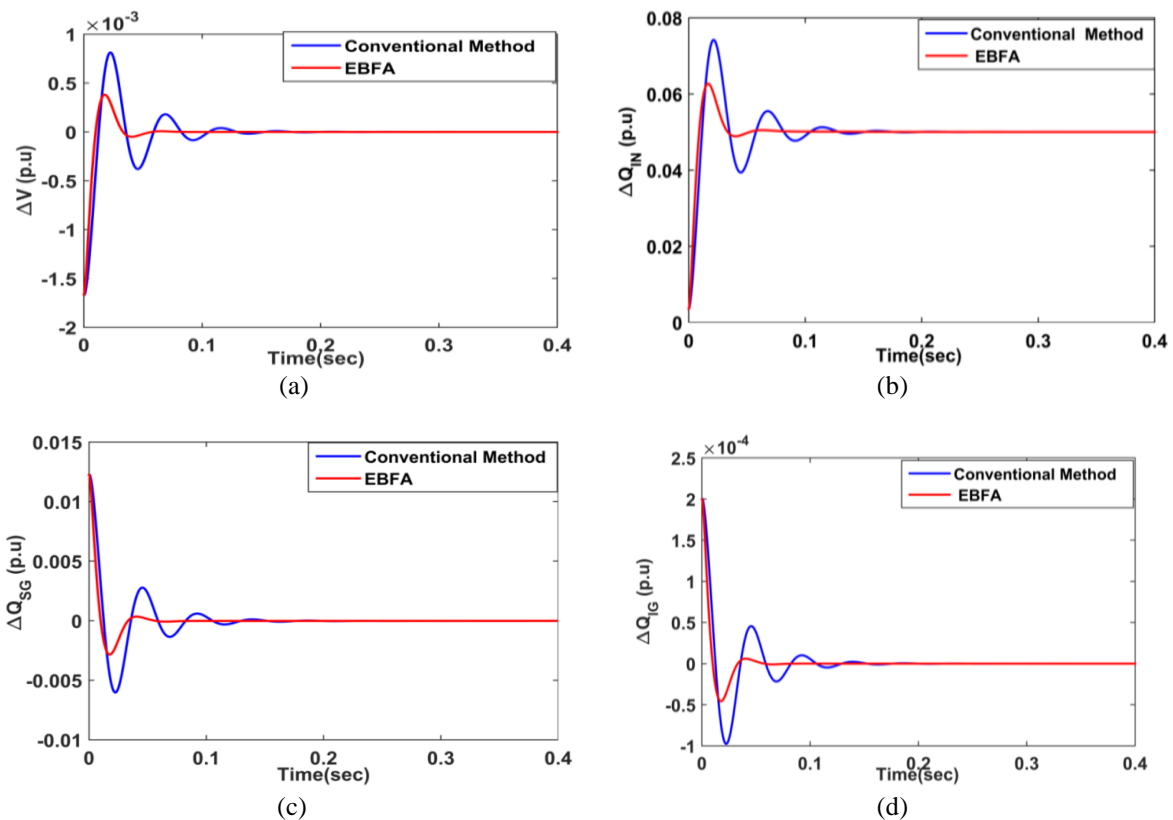 ×10⁻³
1
0.5
0
-0.5
-1
-1.5
-2
ΔV (p.u)
Conventional Method
EBFA
0 0.1 0.2 0.3 0.4
Time(sec)
(a)
0.08
0.06
0.04
0.02
0
ΔQ_IN (p.u)
Conventional Method
EBFA
0 0.1 0.2 0.3 0.4
Time(sec)
(b)
0.015
0.01
0.005
0
-0.005
-0.01
ΔQ_SG (p.u)
Conventional Method
EBFA
0 0.1 0.2 0.3 0.4
Time(sec)
(c)
×10⁻⁴
2.5
2
1.5
1
0.5
0
-0.5
-1
ΔQ_IG (p.u)
Conventional Method
EBFA
0 0.1 0.2 0.3 0.4
Time(sec)
(d)